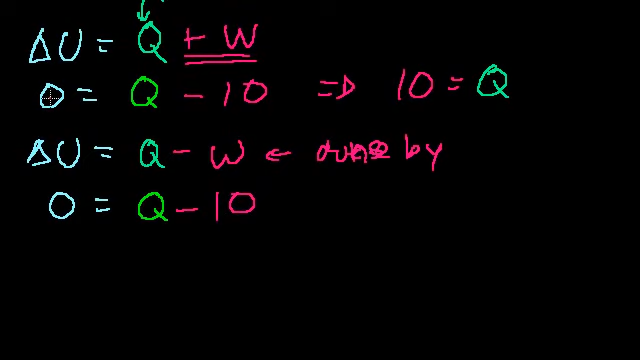 ΔU = Q + W
0 = Q - 10 ⇒ 10 = Q
ΔU = Q - W ← by
0 = Q - 10